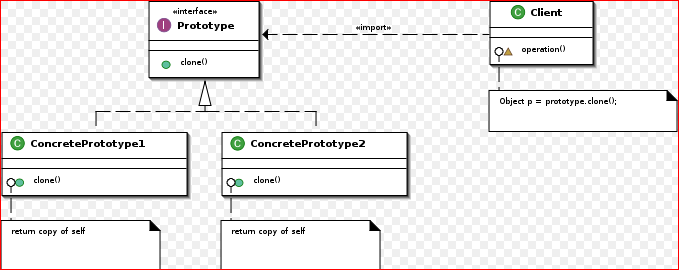 «interface»
I Prototype
clone()
«import»
C Client
operation()
Object p = prototype.clone();
C ConcretePrototype1
clone()
return copy of self
C ConcretePrototype2
clone()
return copy of self